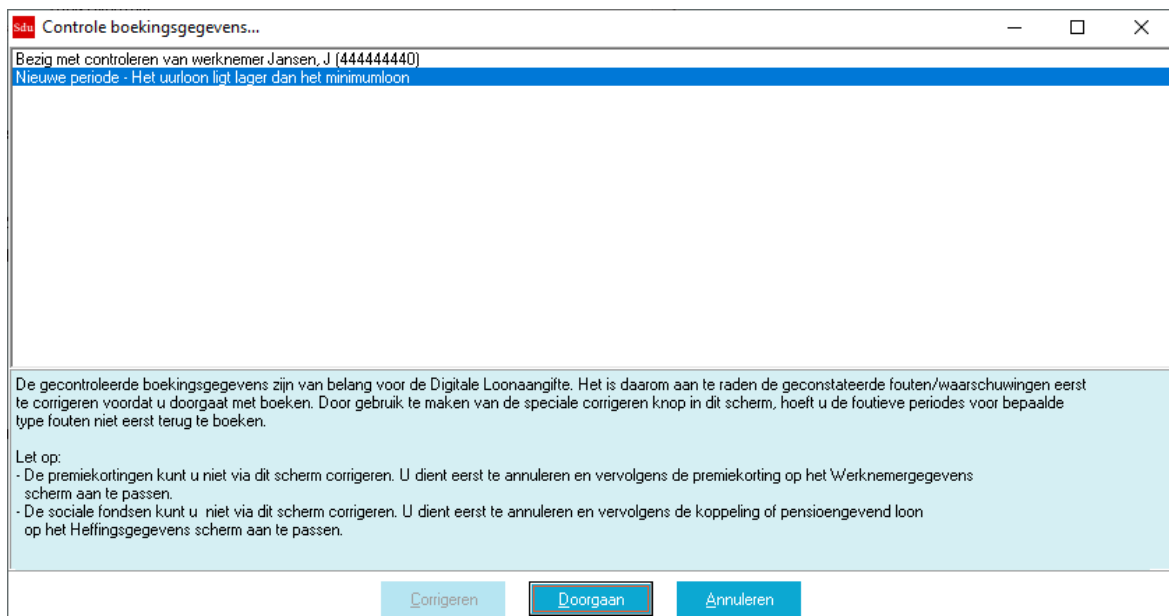 Sdu Controle boekingsgegevens...
Bezig met controleren van werknemer Jansen, J (444444440)
Nieuwe periode - Het uurloon ligt lager dan het minimumloon
De gecontroleerde boekingsgegevens zijn van belang voor de Digitale Loonaangifte. Het is daarom aan te raden de geconstateerde fouten/waarschuwingen eerst
te corrigeren voordat u doorgaat met boeken. Door gebruik te maken van de speciale corrigeren knop in dit scherm, hoeft u de foutieve periodes voor bepaalde
type fouten niet eerst terug te boeken.
Let op:
- De premiekortingen kunt u niet via dit scherm corrigeren. U dient eerst te annuleren en vervolgens de premiekorting op het Werknemergegevens
scherm aan te passen.
- De sociale fondsen kunt u niet via dit scherm corrigeren. U dient eerst te annuleren en vervolgens de koppeling of pensioengevend loon
op het Heffingsgegevens scherm aan te passen.
Corrigeren Doorgaan Annuleren